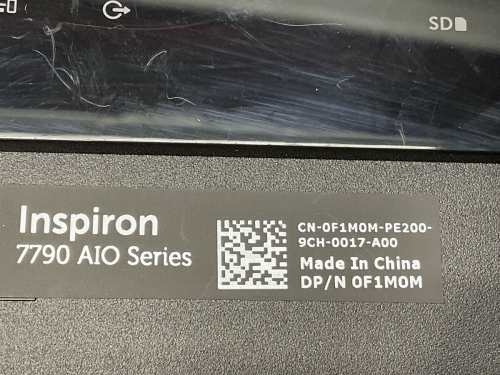 SD
Inspiron
7790 AIO Series
CN-0F1M0M-PE200-
9CH-0017-A00
Made In China
DP/N 0F1M0M